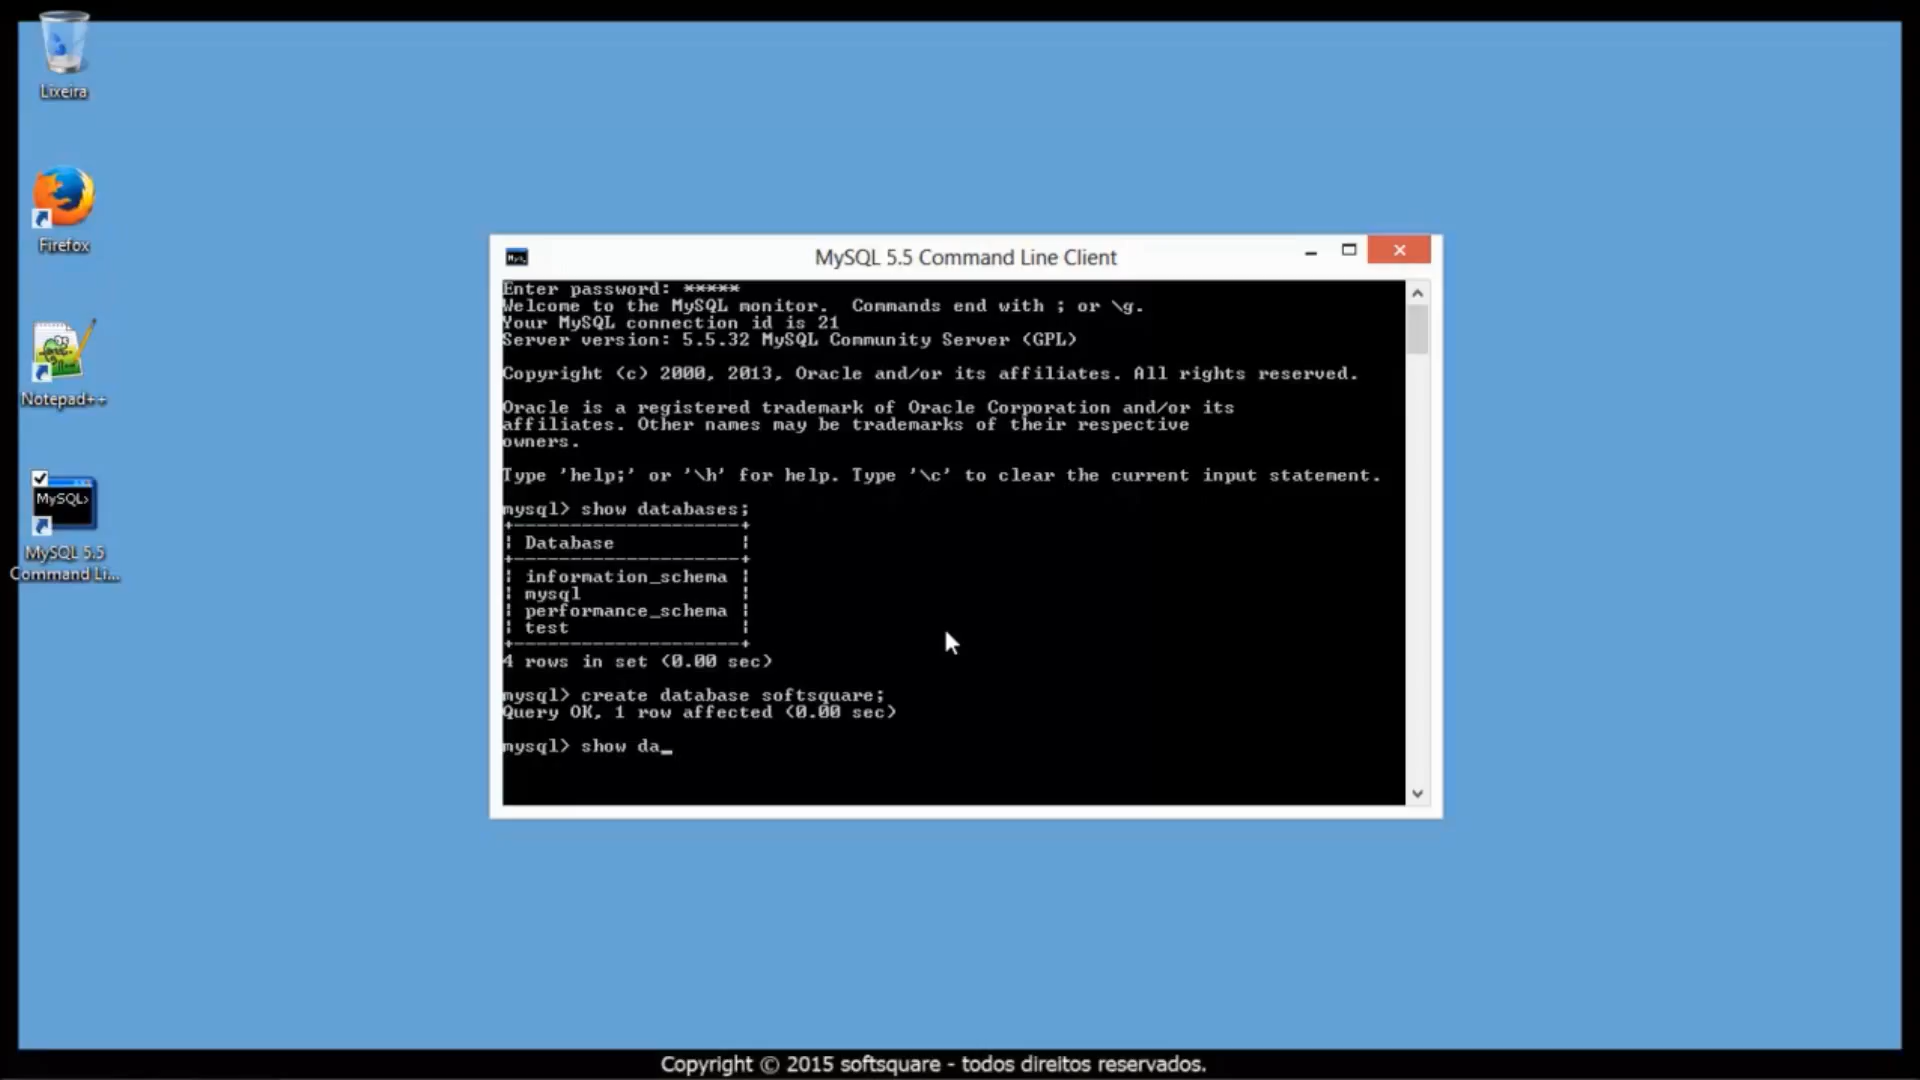 Lixeira
Firefox
Notepad++
MySQL>
MySQL 5.5
Command Li...
MySQL 5.5 Command Line Client
Enter password: *****
Welcome to the MySQL monitor.  Commands end with ; or \g.
Your MySQL connection id is 21
Server version: 5.5.32 MySQL Community Server (GPL)
Copyright (c) 2000, 2013, Oracle and/or its affiliates. All rights reserved.
Oracle is a registered trademark of Oracle Corporation and/or its
affiliates. Other names may be trademarks of their respective
owners.
Type 'help;' or '\h' for help. Type '\c' to clear the current input statement.
mysql> show databases;
+--------------------+
| Database           |
+--------------------+
| information_schema |
| mysql              |
| performance_schema |
| test               |
+--------------------+
4 rows in set (0.00 sec)
mysql> create database softsquare;
Query OK, 1 row affected (0.00 sec)
mysql> show da_
Copyright © 2015 softsquare - todos direitos reservados.